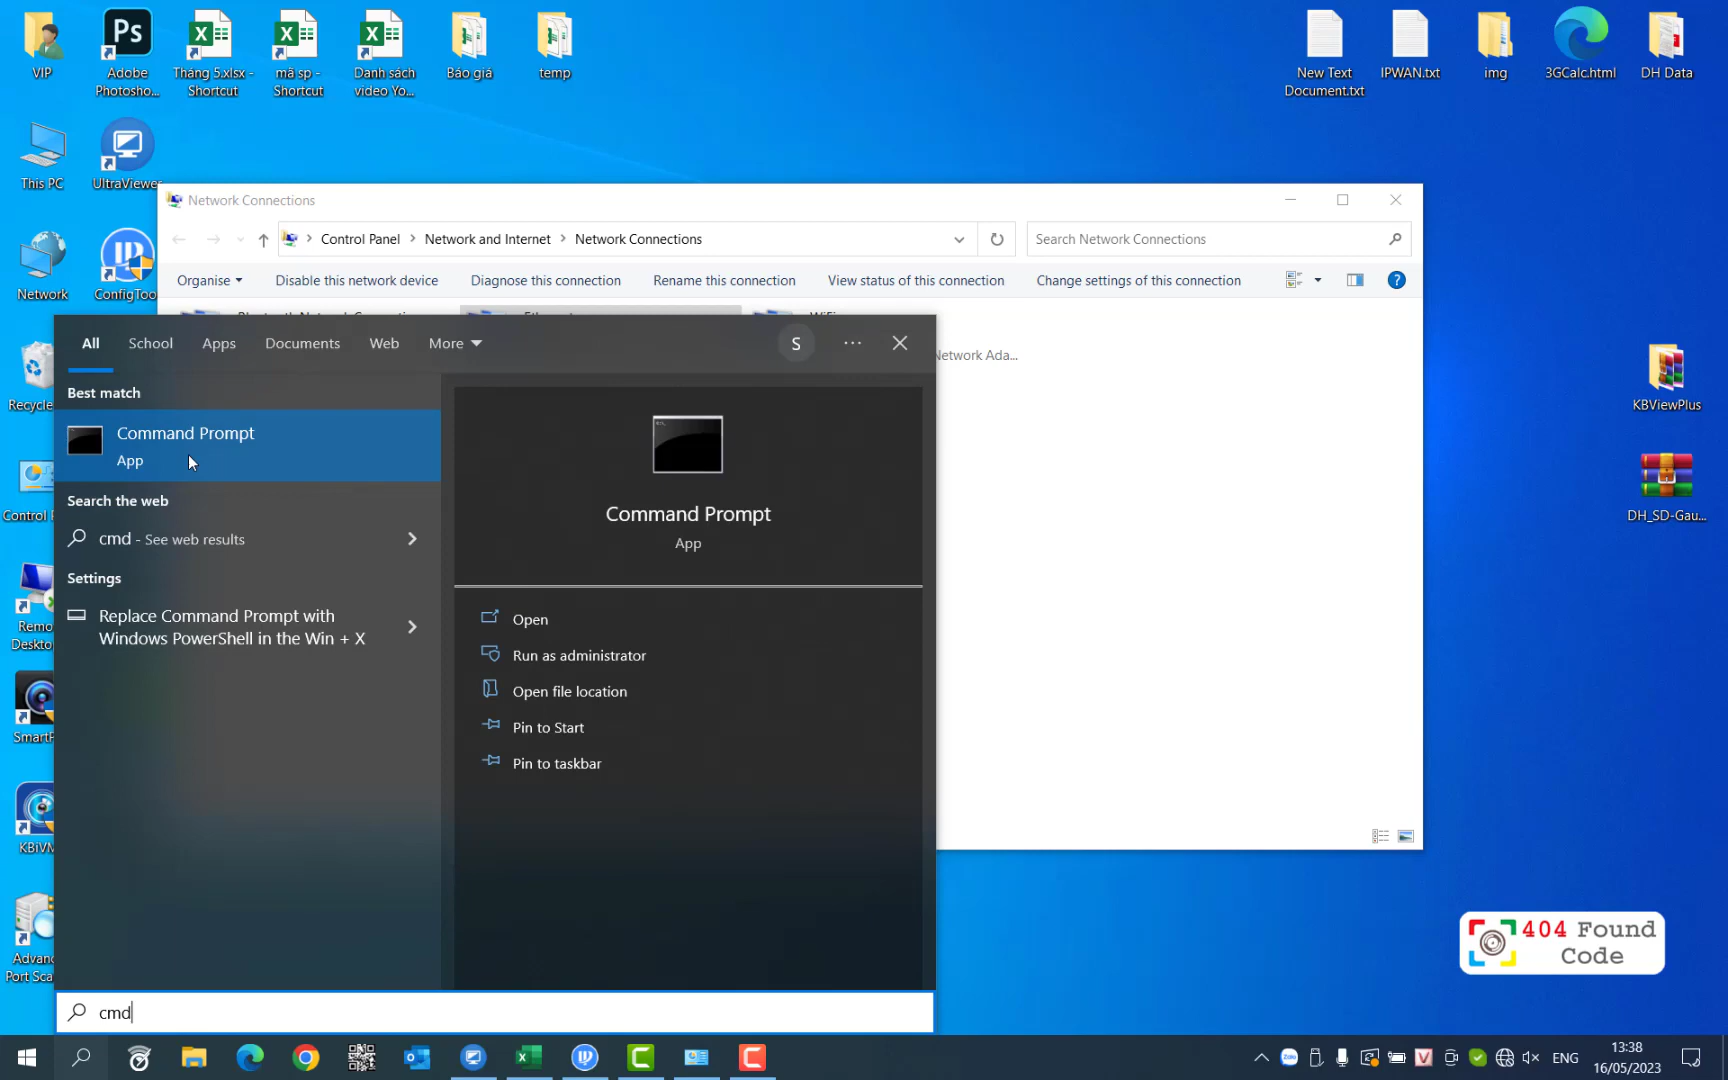 VIP
Ps
Adobe
Photosho...
Tháng 5.xlsx -
Shortcut
mã sp -
Shortcut
Danh sách
video Yo...
Báo giá
temp
New Text
Document.txt
IPWAN.txt
img
3GCalc.html
DH Data
This PC
UltraViewer
Network
ConfigToo
Recycle
Control P
Remo
Desktop
SmartP
KBiVM
Advanc
Port Sca
KBViewPlus
DH_SD-Gau...
Network Connections
Control Panel
Network and Internet
Network Connections
Search Network Connections
Organise
Disable this network device
Diagnose this connection
Rename this connection
View status of this connection
Change settings of this connection
Network Ada...
All
School
Apps
Documents
Web
More
S
Best match
Command Prompt
App
Search the web
cmd - See web results
Settings
Replace Command Prompt with
Windows PowerShell in the Win + X
Command Prompt
App
Open
Run as administrator
Open file location
Pin to Start
Pin to taskbar
cmd
404 Found
Code
Zalo
ENG
13:38
16/05/2023